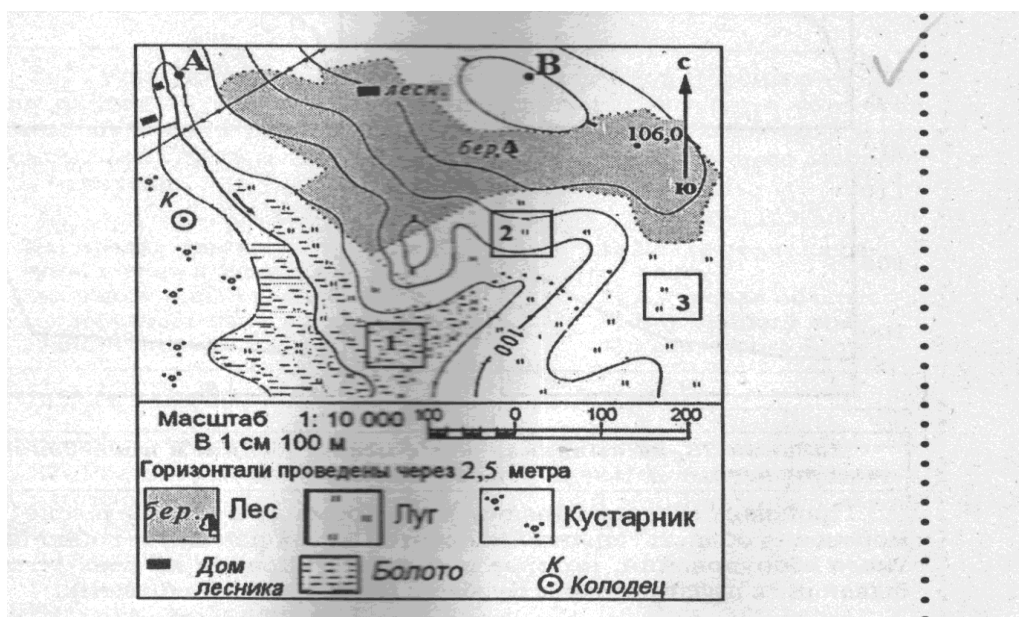 А
В
с
лесн.
106,0
бер.
ю
К
2
3
1
100
Масштаб 1: 10 000 100 0 100 200
В 1 см 100 м
Горизонтали проведены через 2,5 метра
бер. Лес
Луг
Кустарник
Дом
лесника
Болото
К
Колодец